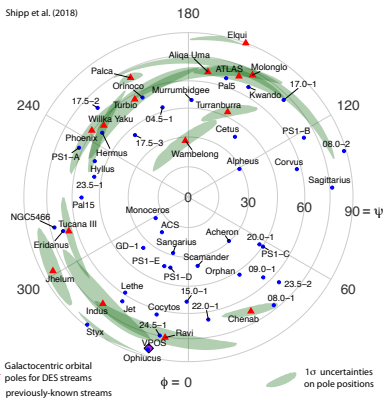 Shipp et al. (2018)
180
Elqui
Aliqa Uma
ATLAS
Molonglo
Palca
Orinoco
Murrumbidgee
Pal5
17.0−1
Kwando
240
17.5−2
Turbio
04.5−1
Turranburra
120
Willka Yaku
Phoenix
Cetus
PS1−B
08.0−2
PS1−A
Hermus
17.5−3
Wambelong
Hyllus
Alpheus
Corvus
23.5−1
Sagittarius
Pal15
0
30
60
90 = ψ
NGC5466
Tucana III
Monoceros
Eridanus
ACS
Acheron
20.0−1
GD−1
Sangarius
PS1−C
PS1−E
Scamander
Jhelum
PS1−D
Orphan
09.0−1
300
Lethe
15.0−1
23.5−2
60
Indus
Jet
Cocytos
22.0−1
08.0−1
Styx
24.5−1
Ravi
Chenab
VPOS
Ophiucus
Galactocentric orbital
poles for DES streams
previously-known streams
ϕ = 0
1σ uncertainties
on pole positions